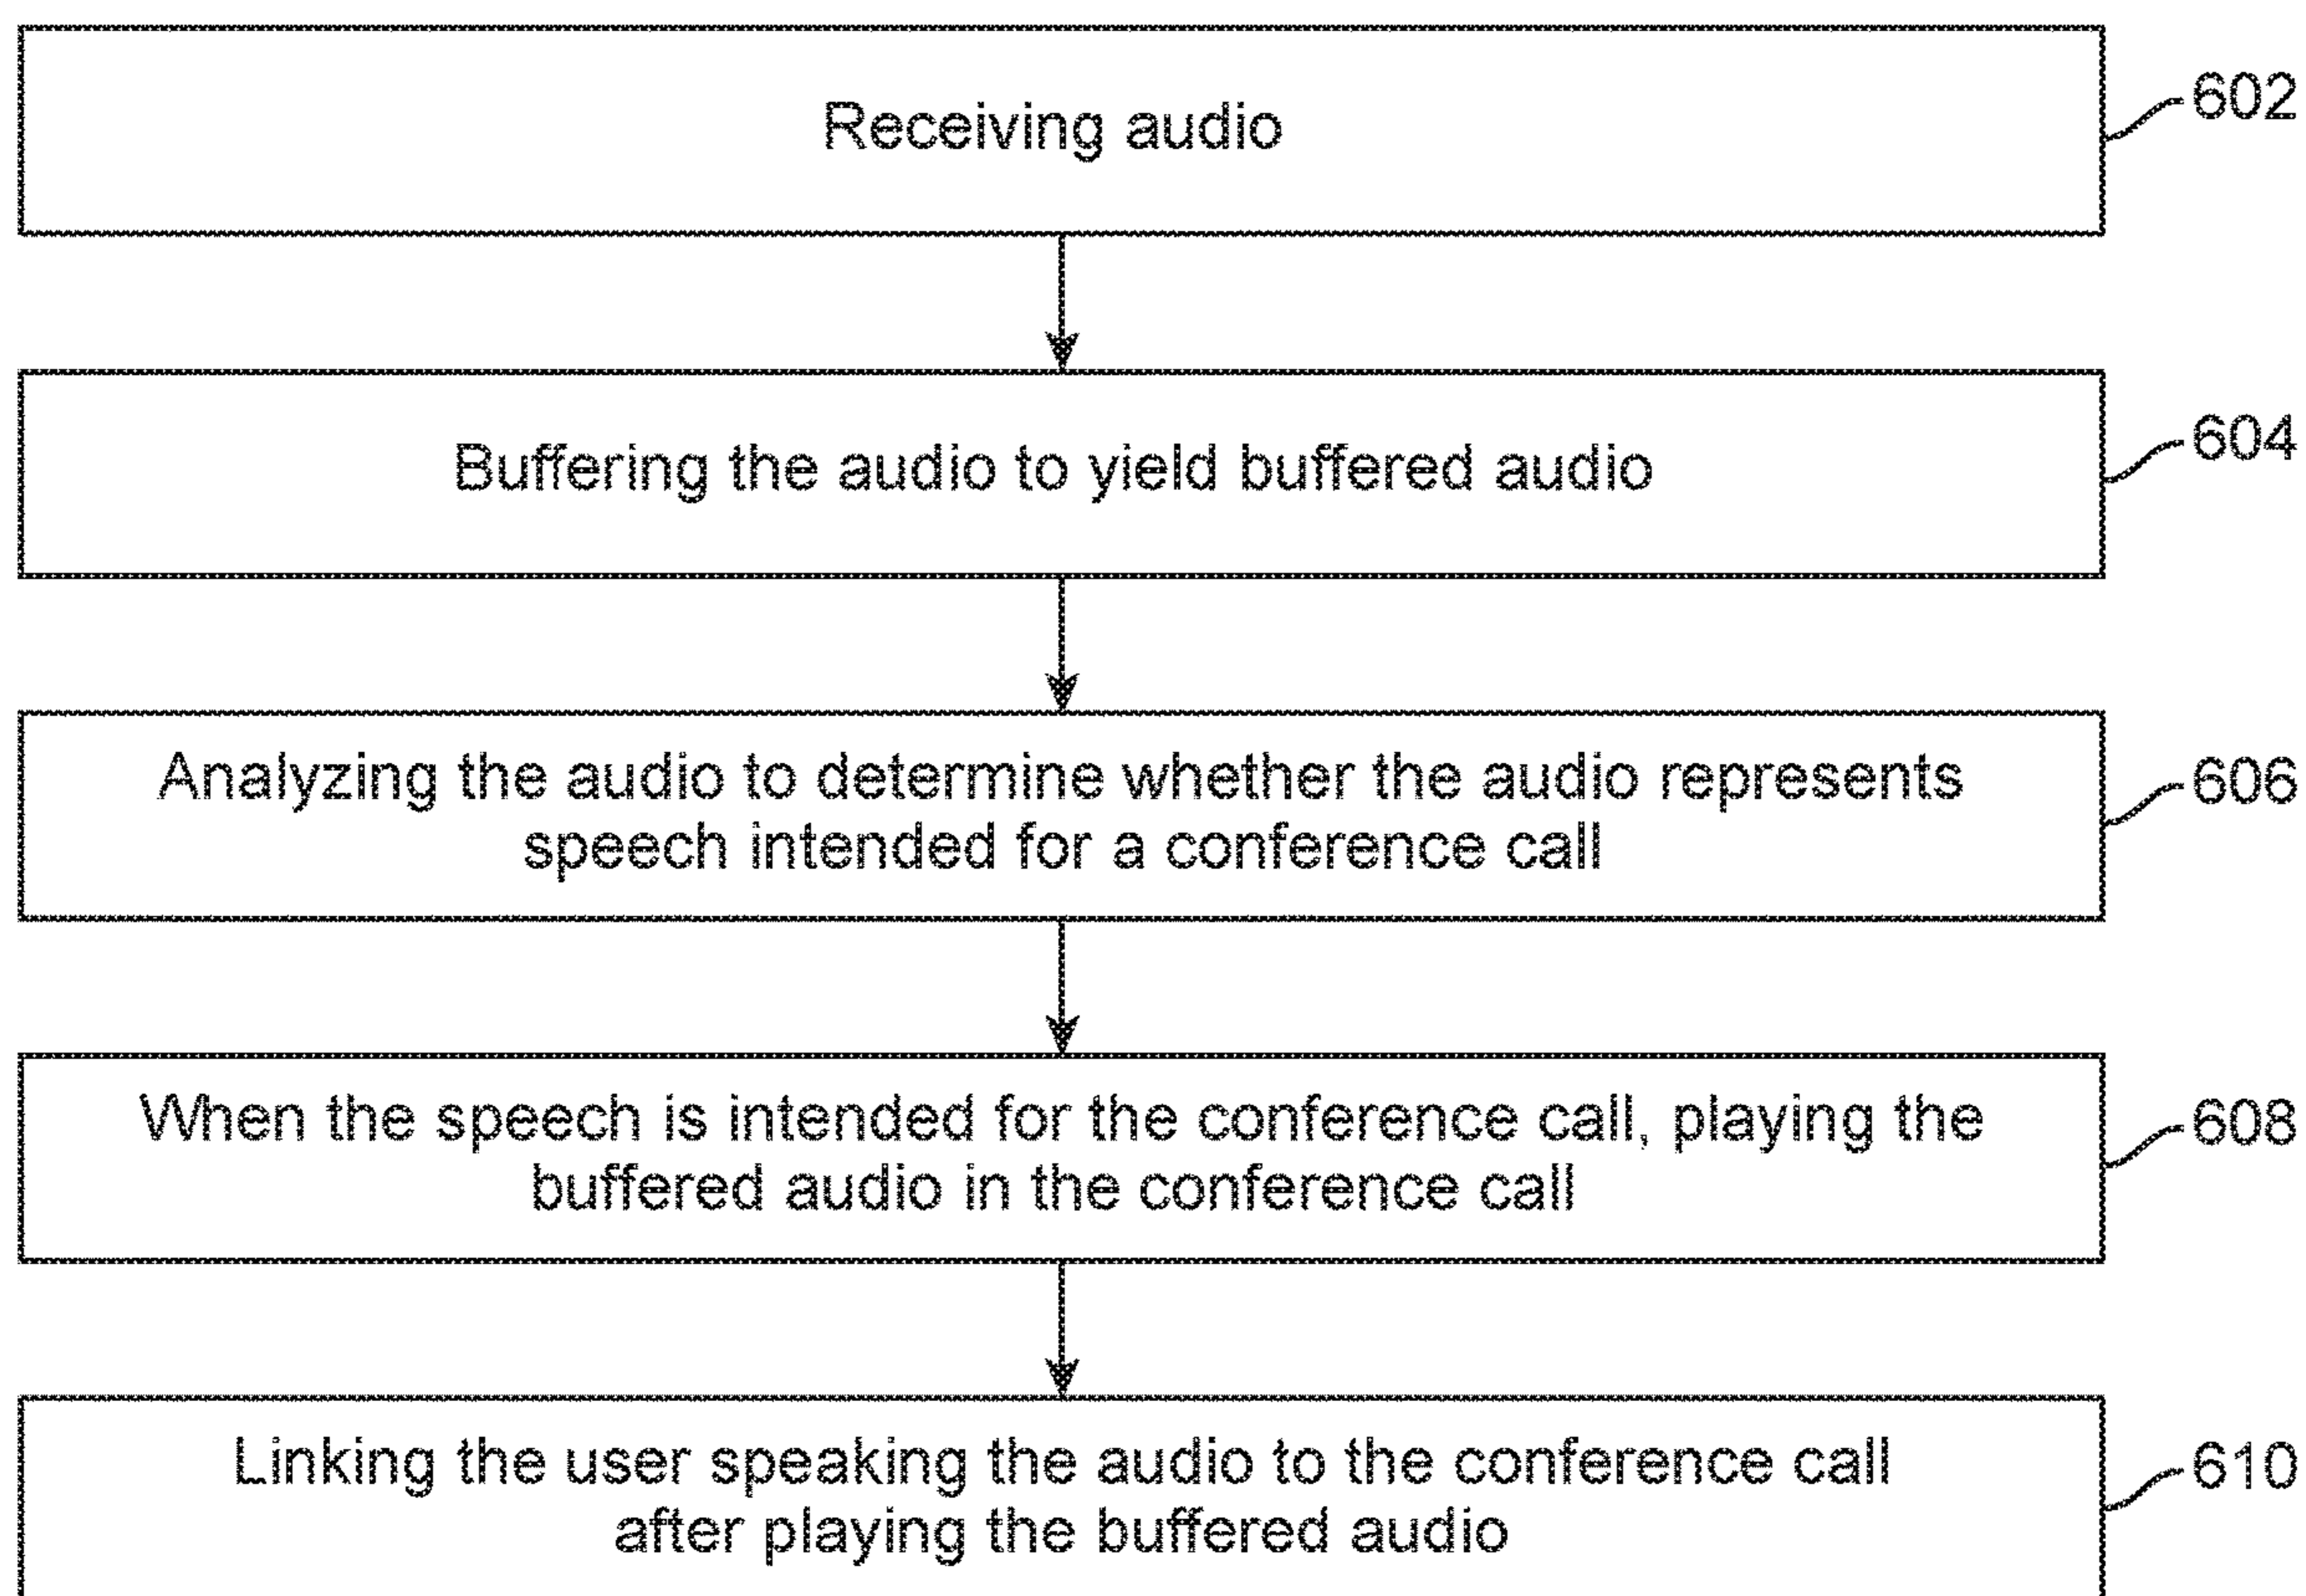 Receiving audio
602
Buffering the audio to yield buffered audio
604
Analyzing the audio to determine whether the audio represents
speech intended for a conference call
606
When the speech is intended for the conference call, playing the
buffered audio in the conference call
608
Linking the user speaking the audio to the conference call
after playing the buffered audio
610